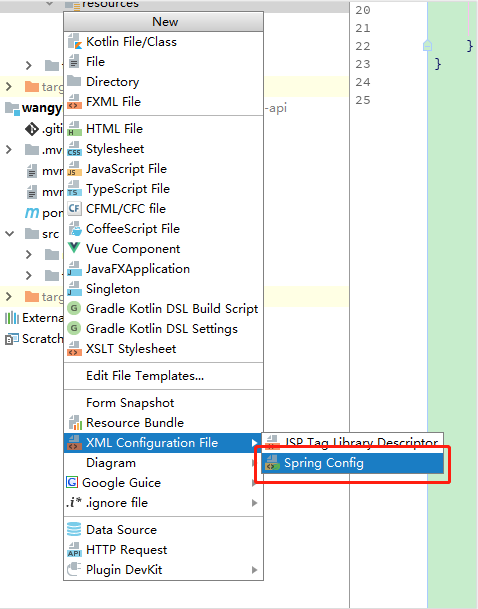 resources
New
Kotlin File/Class
File
Directory
FXML File
HTML File
Stylesheet
JavaScript File
TypeScript File
CFML/CFC file
CoffeeScript File
Vue Component
JavaFXApplication
Singleton
Gradle Kotlin DSL Build Script
Gradle Kotlin DSL Settings
XSLT Stylesheet
Edit File Templates...
Form Snapshot
Resource Bundle
XML Configuration File
Diagram
Google Guice
.ignore file
Data Source
HTTP Request
Plugin DevKit
JSP Tag Library Descriptor
Spring Config
targ
wangy
-api
.giti
.mv
mvr
mvr
pon
src
targ
Externa
Scratch
20
21
22 }
23 }
24
25